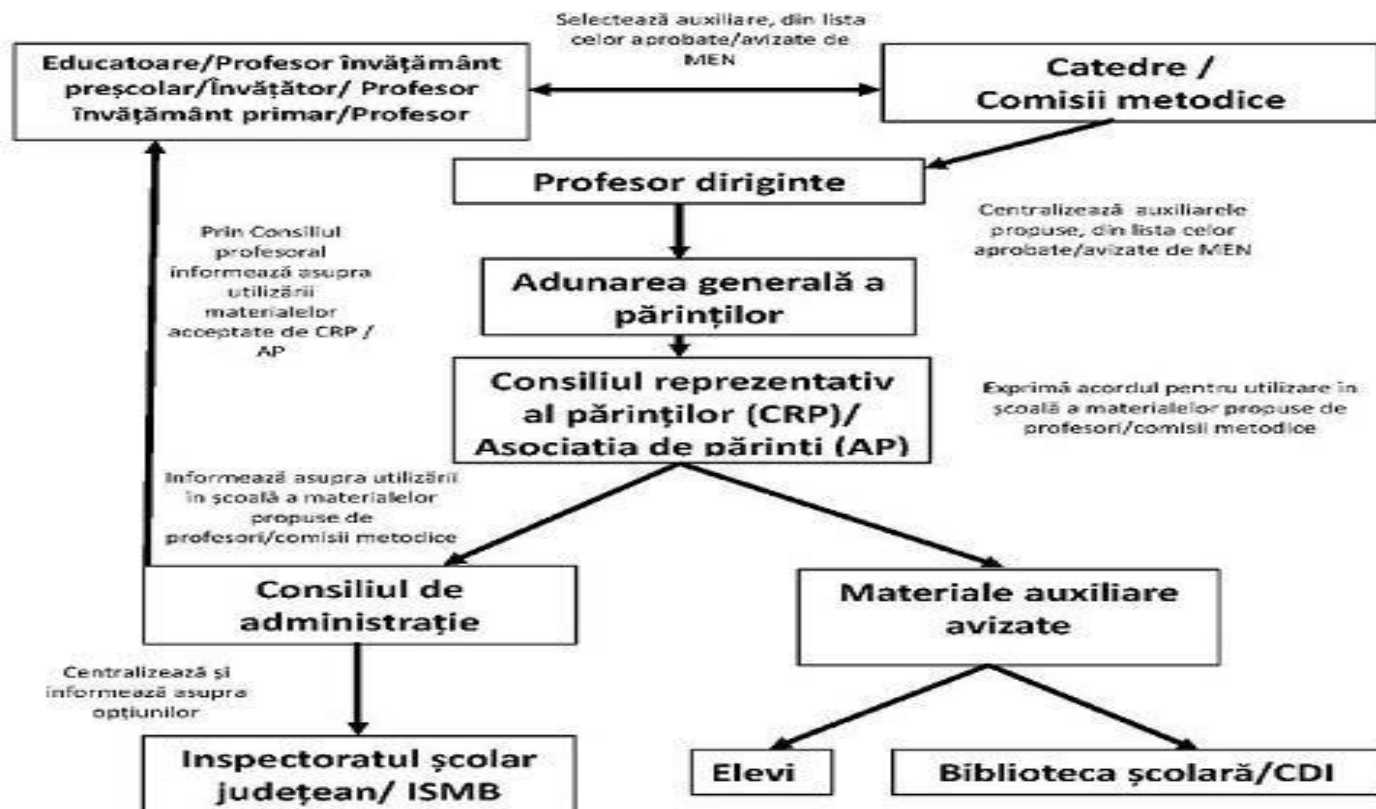 Selectează auxiliare, din lista
celor aprobate/avizate de
MEN
Educatoare/Profesor învățământ
preșcolar/Învățător/ Profesor
învățământ primar/Profesor
Catedre /
Comisii metodice
Profesor diriginte
Centralizează auxiliarele
propuse, din lista celor
aprobate/avizate de MEN
Prin Consiliul
profesoral
informează asupra
utilizării
materialelor
acceptate de CRP /
AP
Adunarea generală a
părinților
Consiliul reprezentativ
al părinților (CRP)/
Asociatia de părinti (AP)
Exprimă acordul pentru utilizare în
școală a materialelor propuse de
profesori/comisii metodice
Informează asupra utilizării
în școală a materialelor
propuse de
profesori/comisii metodice
Consiliul de
administrație
Materiale auxiliare
avizate
Centralizează și
informează asupra
opțiunilor
Inspectoratul școlar
județean/ ISMB
Elevi
Biblioteca școlară/CDI